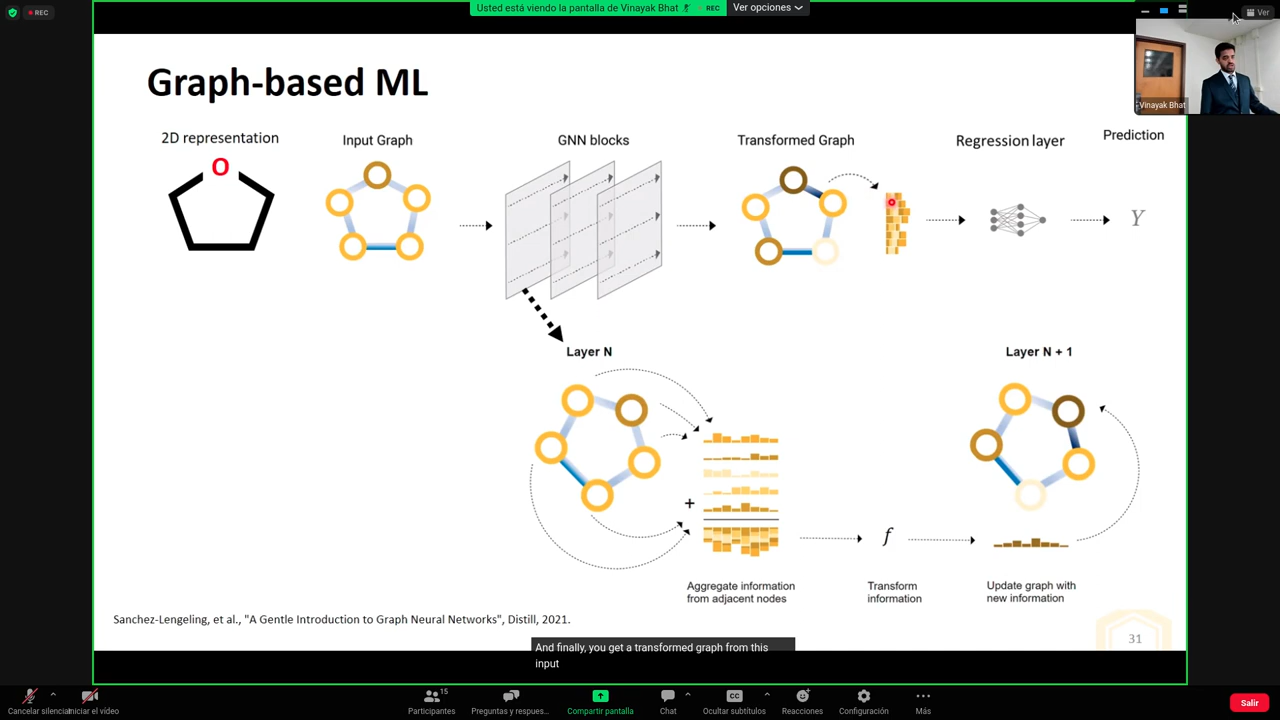 REC
Usted está viendo la pantalla de Vinayak Bhat
REC
Ver opciones
Ver
Vinayak Bhat
Graph-based ML
2D representation
Input Graph
GNN blocks
Transformed Graph
Regression layer
Prediction
O
Y
Layer N
Layer N + 1
+
f
Aggregate information
from adjacent nodes
Transform
information
Update graph with
new information
Sanchez-Lengeling, et al., "A Gentle Introduction to Graph Neural Networks", Distill, 2021.
31
And finally, you get a transformed graph from this
input
Cancelar silenciar
Iniciar el vídeo
Participantes
15
Preguntas y respues...
Compartir pantalla
Chat
CC
Ocultar subtítulos
Reacciones
Configuración
Más
Salir